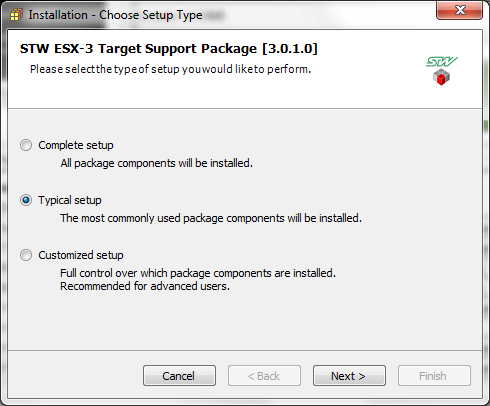 Installation - Choose Setup Type
STW ESX-3 Target Support Package [3.0.1.0]
Please select the type of setup you would like to perform.
STW
Complete setup
All package components will be installed.
Typical setup
The most commonly used package components will be installed.
Customized setup
Full control over which package components are installed.
Recommended for advanced users.
Cancel
< Back
Next >
Finish